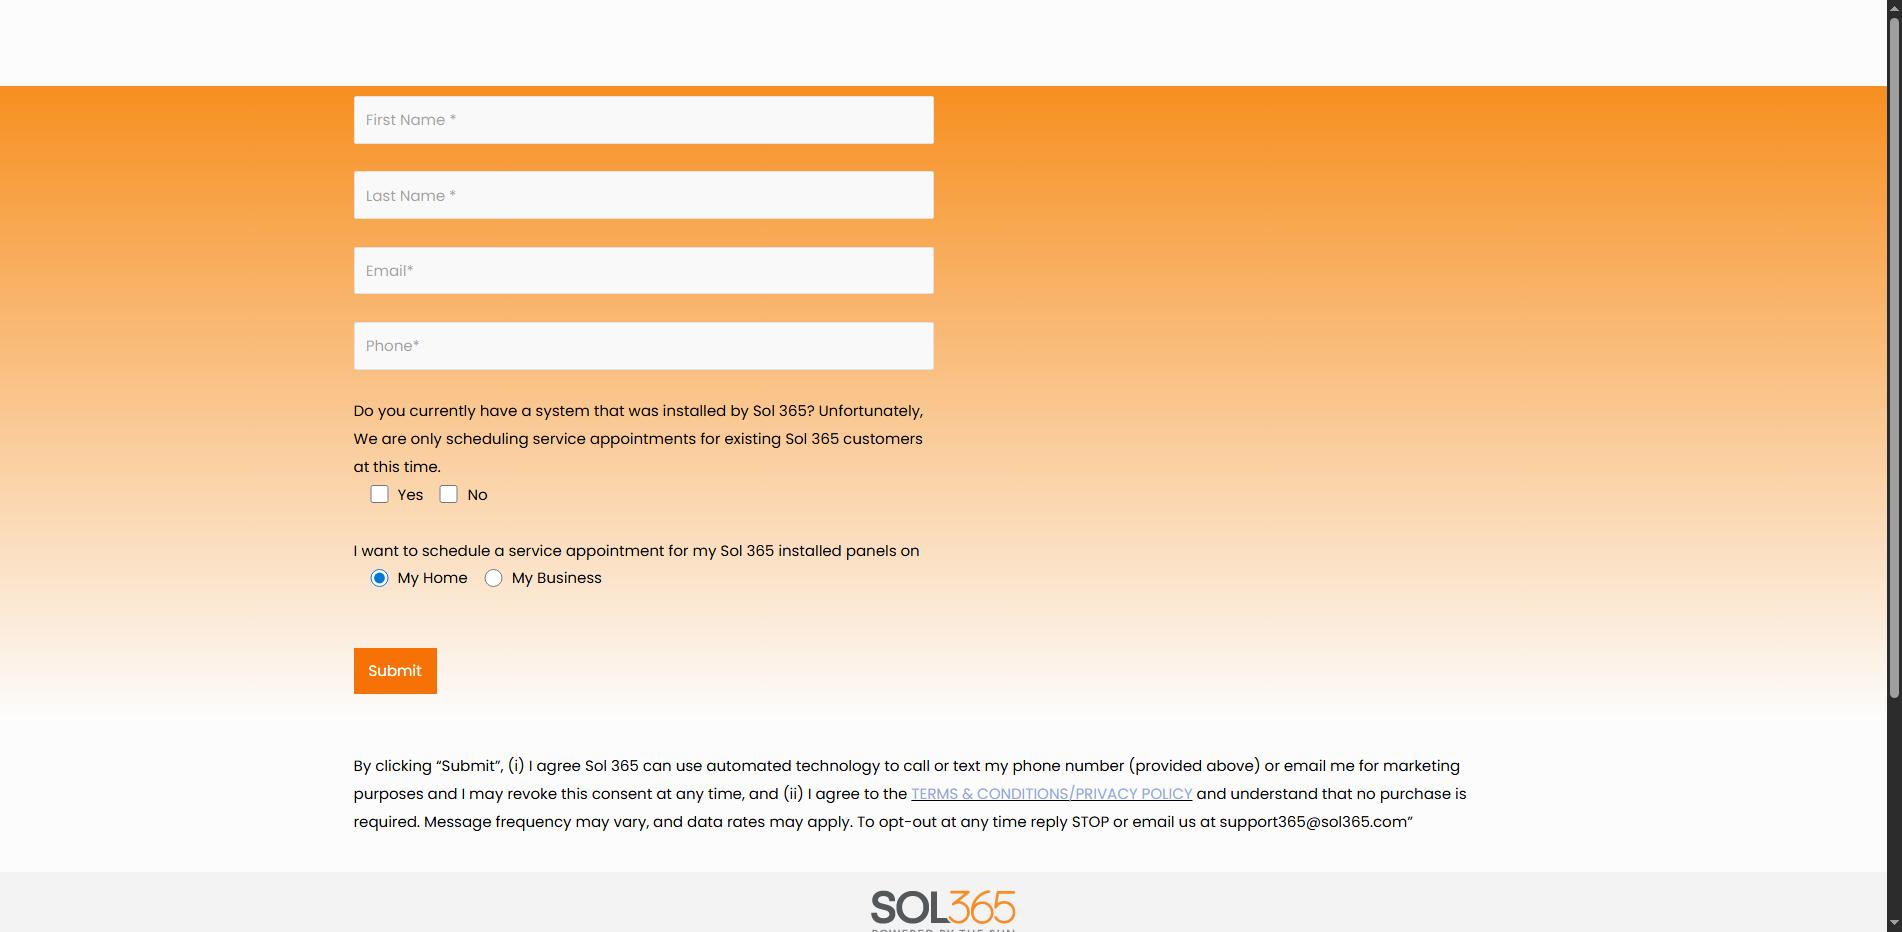 First Name *
Last Name *
Email*
Phone*
Do you currently have a system that was installed by Sol 365? Unfortunately,
We are only scheduling service appointments for existing Sol 365 customers
at this time.
Yes No
I want to schedule a service appointment for my Sol 365 installed panels on
My Home My Business
Submit
By clicking “Submit”, (i) I agree Sol 365 can use automated technology to call or text my phone number (provided above) or email me for marketing
purposes and I may revoke this consent at any time, and (ii) I agree to the TERMS & CONDITIONS/PRIVACY POLICY and understand that no purchase is
required. Message frequency may vary, and data rates may apply. To opt-out at any time reply STOP or email us at support365@sol365.com”
SOL365
POWERED BY THE SUN